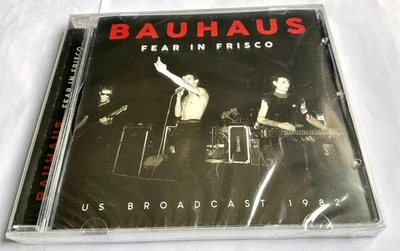 BAUHAUS
FEAR IN FRISCO
US BROADCAST 1982
BAUHAUS FEAR IN FRISCO